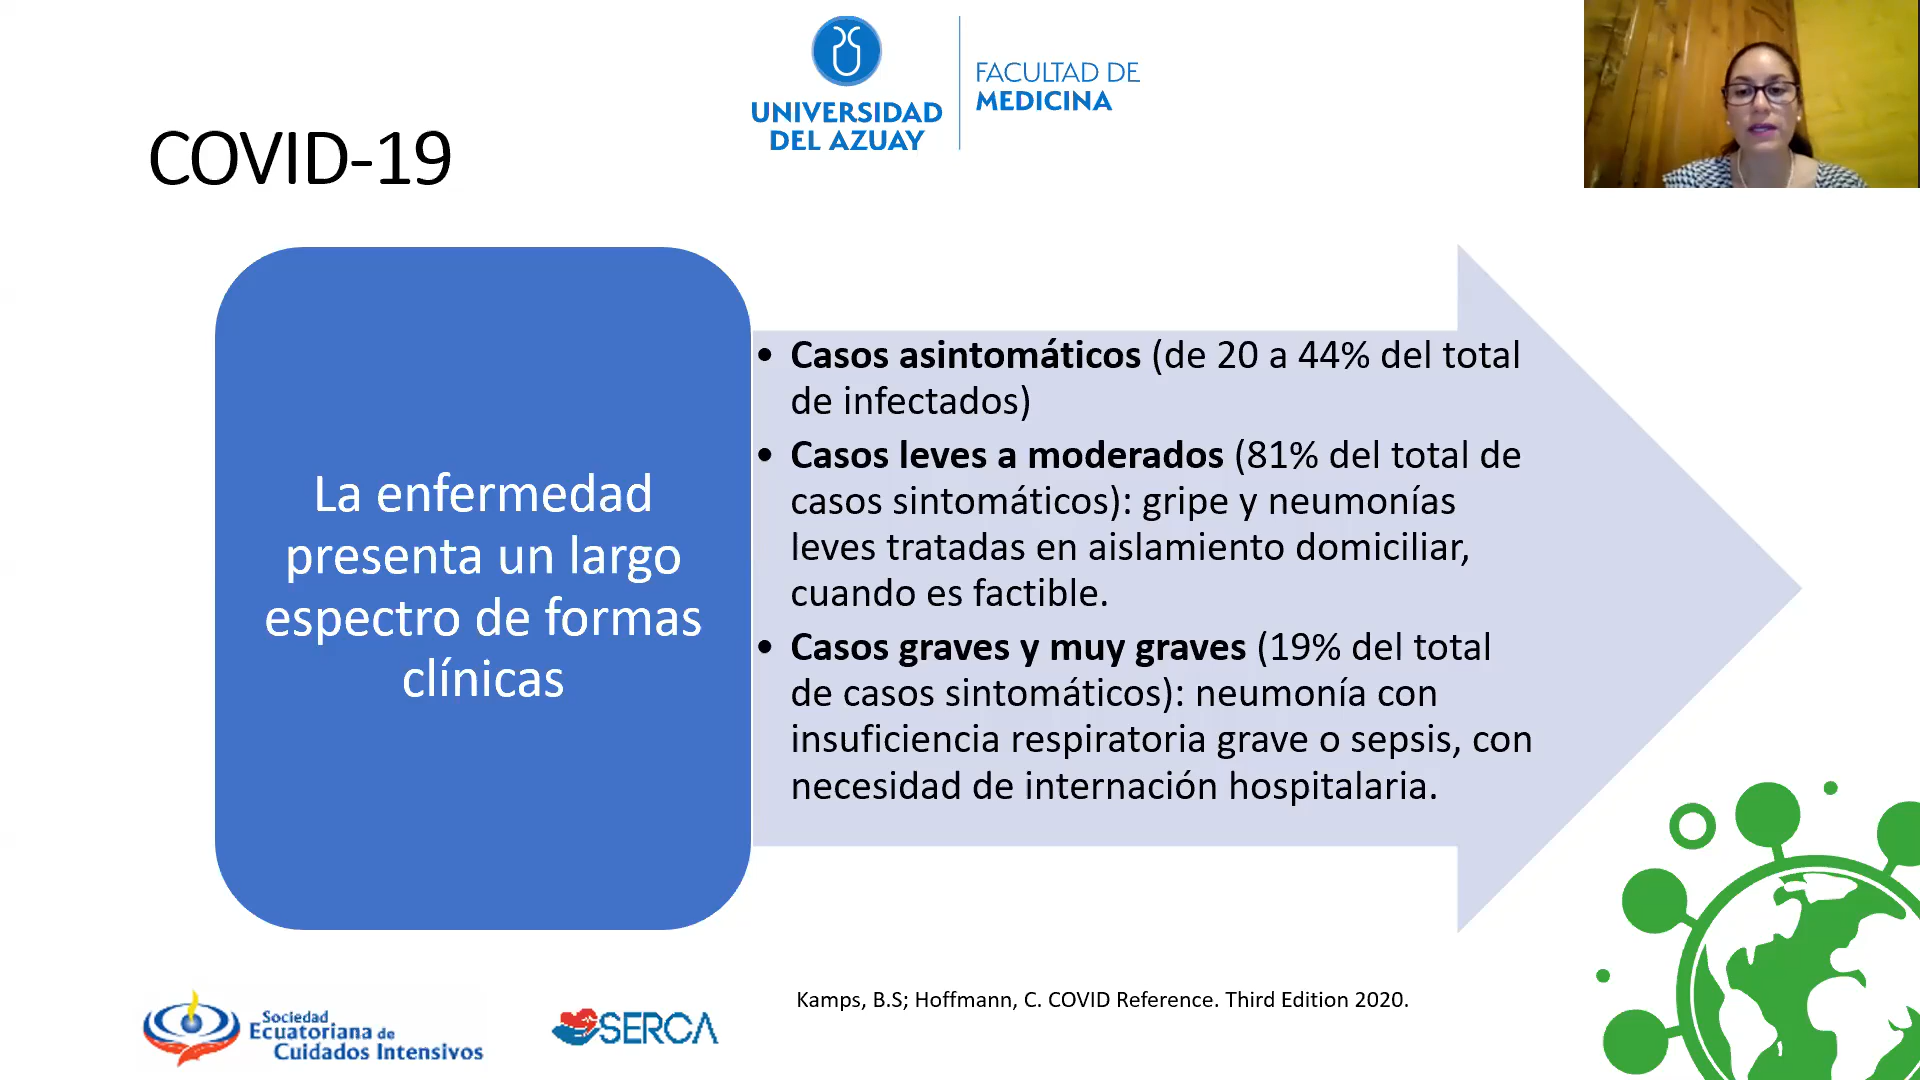 UNIVERSIDAD
DEL AZUAY
FACULTAD DE
MEDICINA
COVID-19
La enfermedad
presenta un largo
espectro de formas
clínicas
• Casos asintomáticos (de 20 a 44% del total
de infectados)
• Casos leves a moderados (81% del total de
casos sintomáticos): gripe y neumonías
leves tratadas en aislamiento domiciliar,
cuando es factible.
• Casos graves y muy graves (19% del total
de casos sintomáticos): neumonía con
insuficiencia respiratoria grave o sepsis, con
necesidad de internación hospitalaria.
Kamps, B.S; Hoffmann, C. COVID Reference. Third Edition 2020.
Sociedad
Ecuatoriana de
Cuidados Intensivos
SERCA